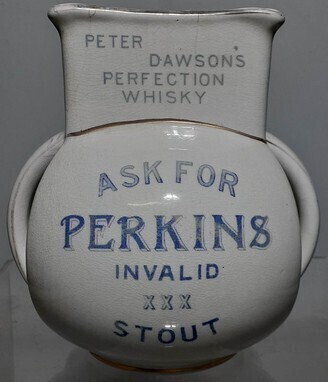 PETER
DAWSON'S
PERFECTION
WHISKY
ASK FOR
PERKINS
INVALID
XXX
STOUT